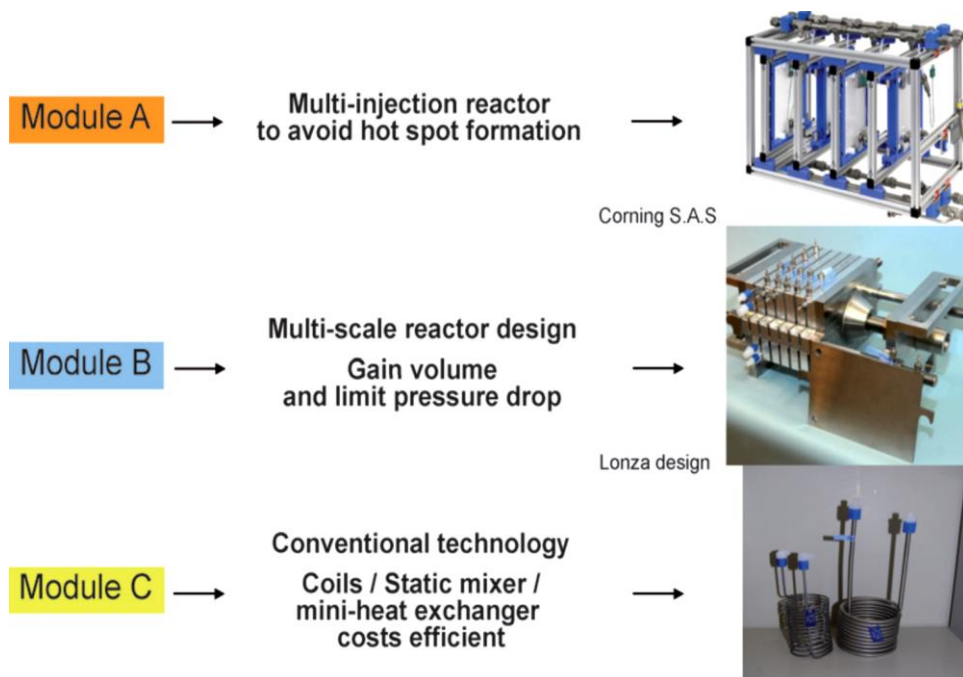 Module A
Multi-injection reactor
to avoid hot spot formation
Corning S.A.S
Module B
Multi-scale reactor design
Gain volume
and limit pressure drop
Lonza design
Module C
Conventional technology
Coils / Static mixer /
mini-heat exchanger
costs efficient